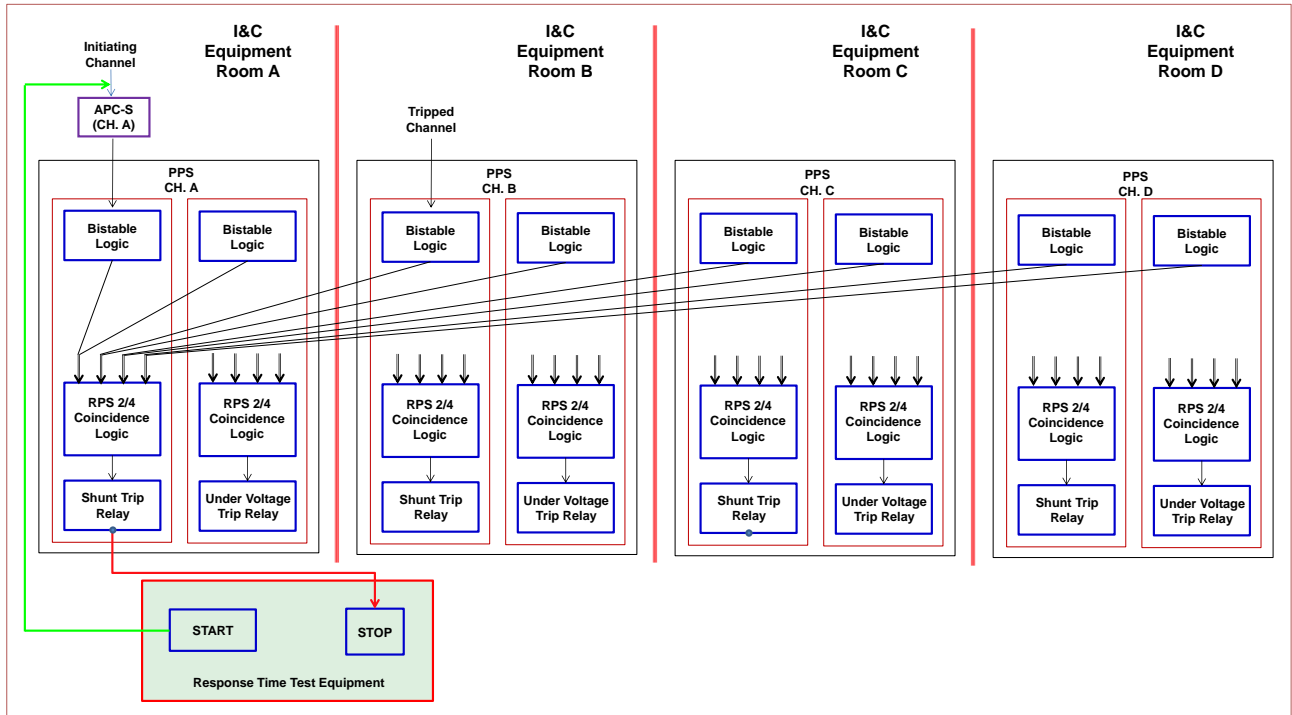 I&C
Equipment
Room A
I&C
Equipment
Room B
I&C
Equipment
Room C
I&C
Equipment
Room D
Initiating
Channel
APC-S
(CH. A)
Tripped
Channel
PPS
CH. A
PPS
CH. B
PPS
CH. C
PPS
CH. D
Bistable
Logic
Bistable
Logic
Bistable
Logic
Bistable
Logic
Bistable
Logic
Bistable
Logic
Bistable
Logic
Bistable
Logic
RPS 2/4
Coincidence
Logic
RPS 2/4
Coincidence
Logic
RPS 2/4
Coincidence
Logic
RPS 2/4
Coincidence
Logic
RPS 2/4
Coincidence
Logic
RPS 2/4
Coincidence
Logic
RPS 2/4
Coincidence
Logic
RPS 2/4
Coincidence
Logic
Shunt Trip
Relay
Under Voltage
Trip Relay
Shunt Trip
Relay
Under Voltage
Trip Relay
Shunt Trip
Relay
Under Voltage
Trip Relay
Shunt Trip
Relay
Under Voltage
Trip Relay
START
STOP
Response Time Test Equipment